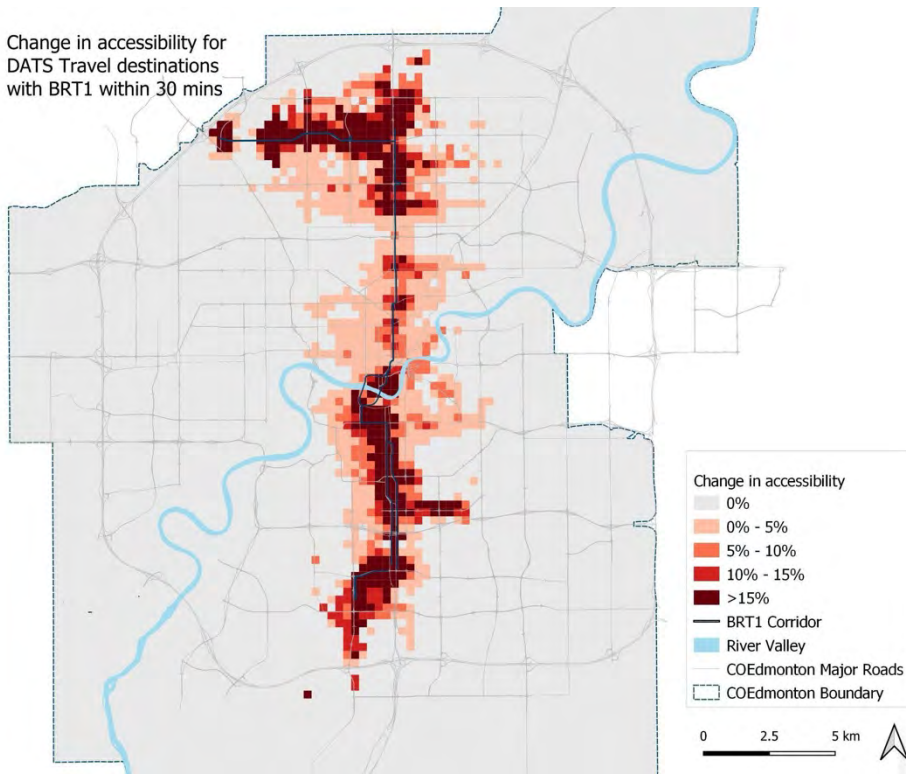 Change in accessibility for
DATS Travel destinations
with BRT1 within 30 mins
Change in accessibility
0%
0% - 5%
5% - 10%
10% - 15%
>15%
BRT1 Corridor
River Valley
COEdmonton Major Roads
COEdmonton Boundary
0 2.5 5 km